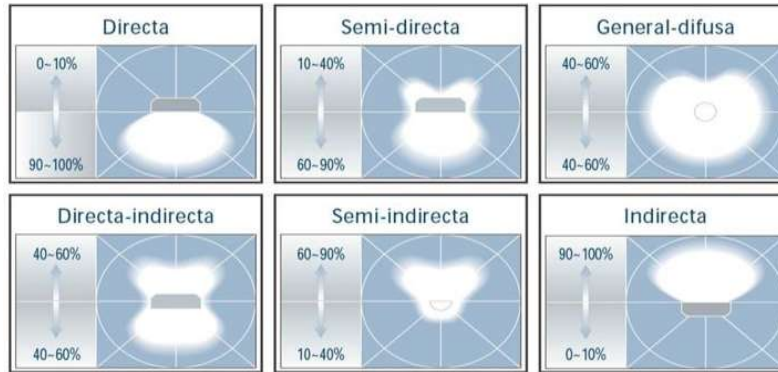 Directa
0~10%
90~100%
Semi-directa
10~40%
60~90%
General-difusa
40~60%
40~60%
Directa-indirecta
40~60%
40~60%
Semi-indirecta
60~90%
10~40%
Indirecta
90~100%
0~10%